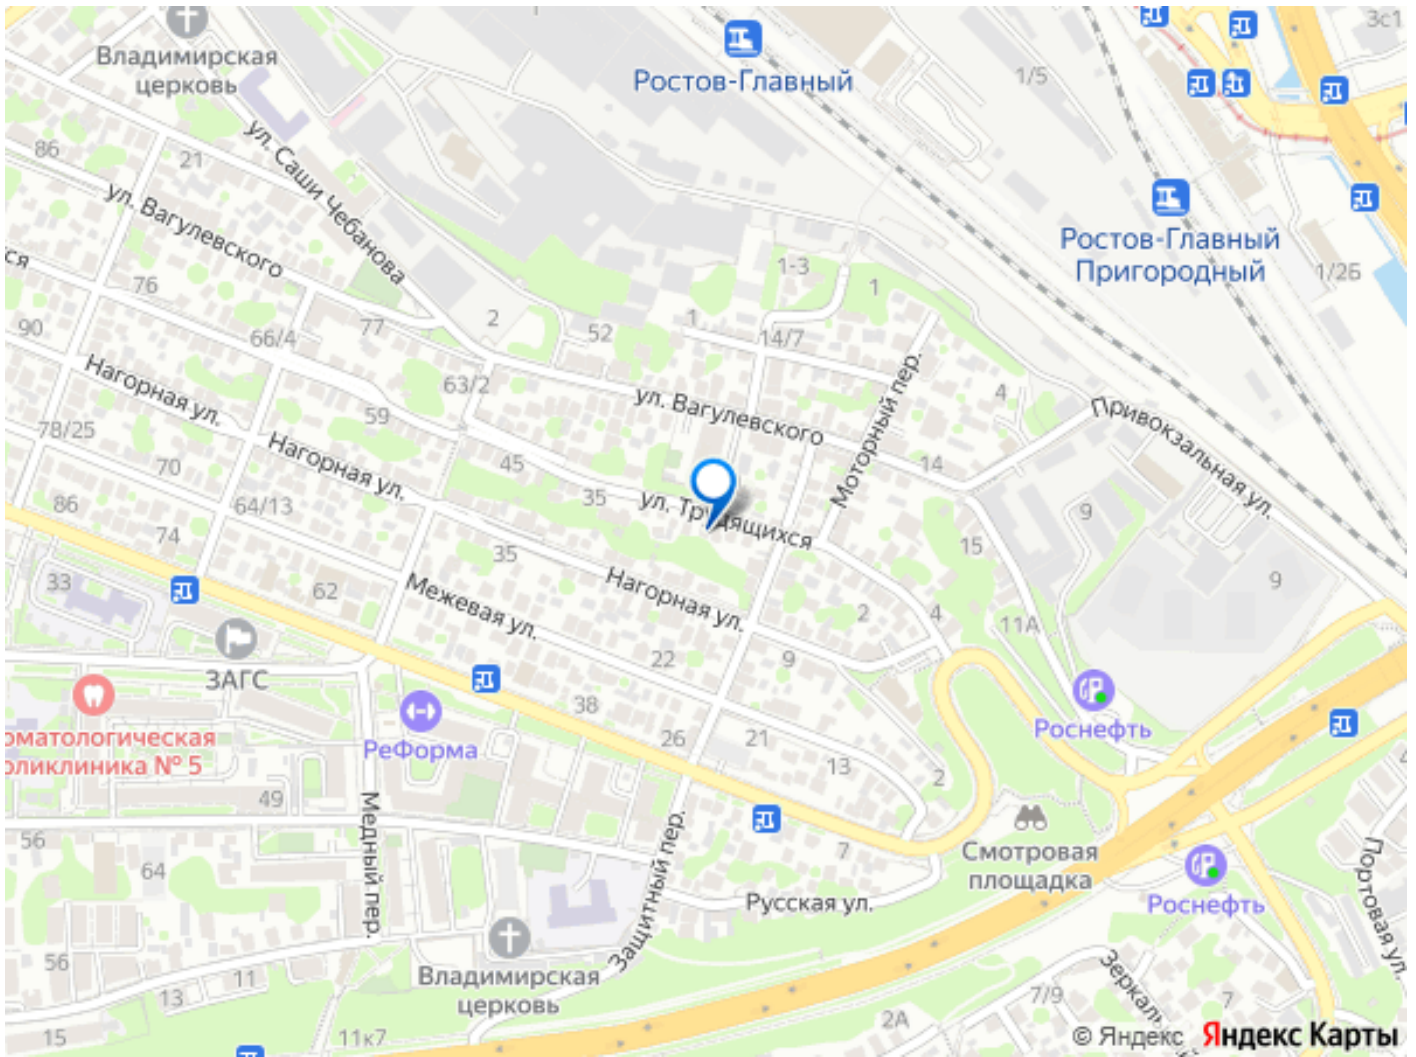 3с1
Владимирская
церковь
Ростов-Главный
1/5
ул. Саши Чебанова
86
21
ул. Вагулевского
Ростов-Главный
Пригородный
1/2Б
ся
76
1-3
1
90
66/4
77
2
52
1
14/7
Нагорная ул.
63/2
ул. Вагулевского
Моторный пер.
4
Привокзальная ул.
59
78/25
70
Нагорная ул.
45
35
ул. Трудящихся
14
9
86
64/13
74
35
15
33
62
Межевая ул.
Нагорная ул.
2
4
9
11А
ЗАГС
22
9
оматологическая
оликлиника № 5
РеФорма
38
26
21
13
2
Роснефть
49
Медный пер.
56
64
Защитный пер.
7
Смотровая
площадка
Русская ул.
Роснефть
Портовая ул.
4
56
11
13
15
Владимирская
церковь
11к7
2А
7/9
7
© Яндекс Яндекс Карты